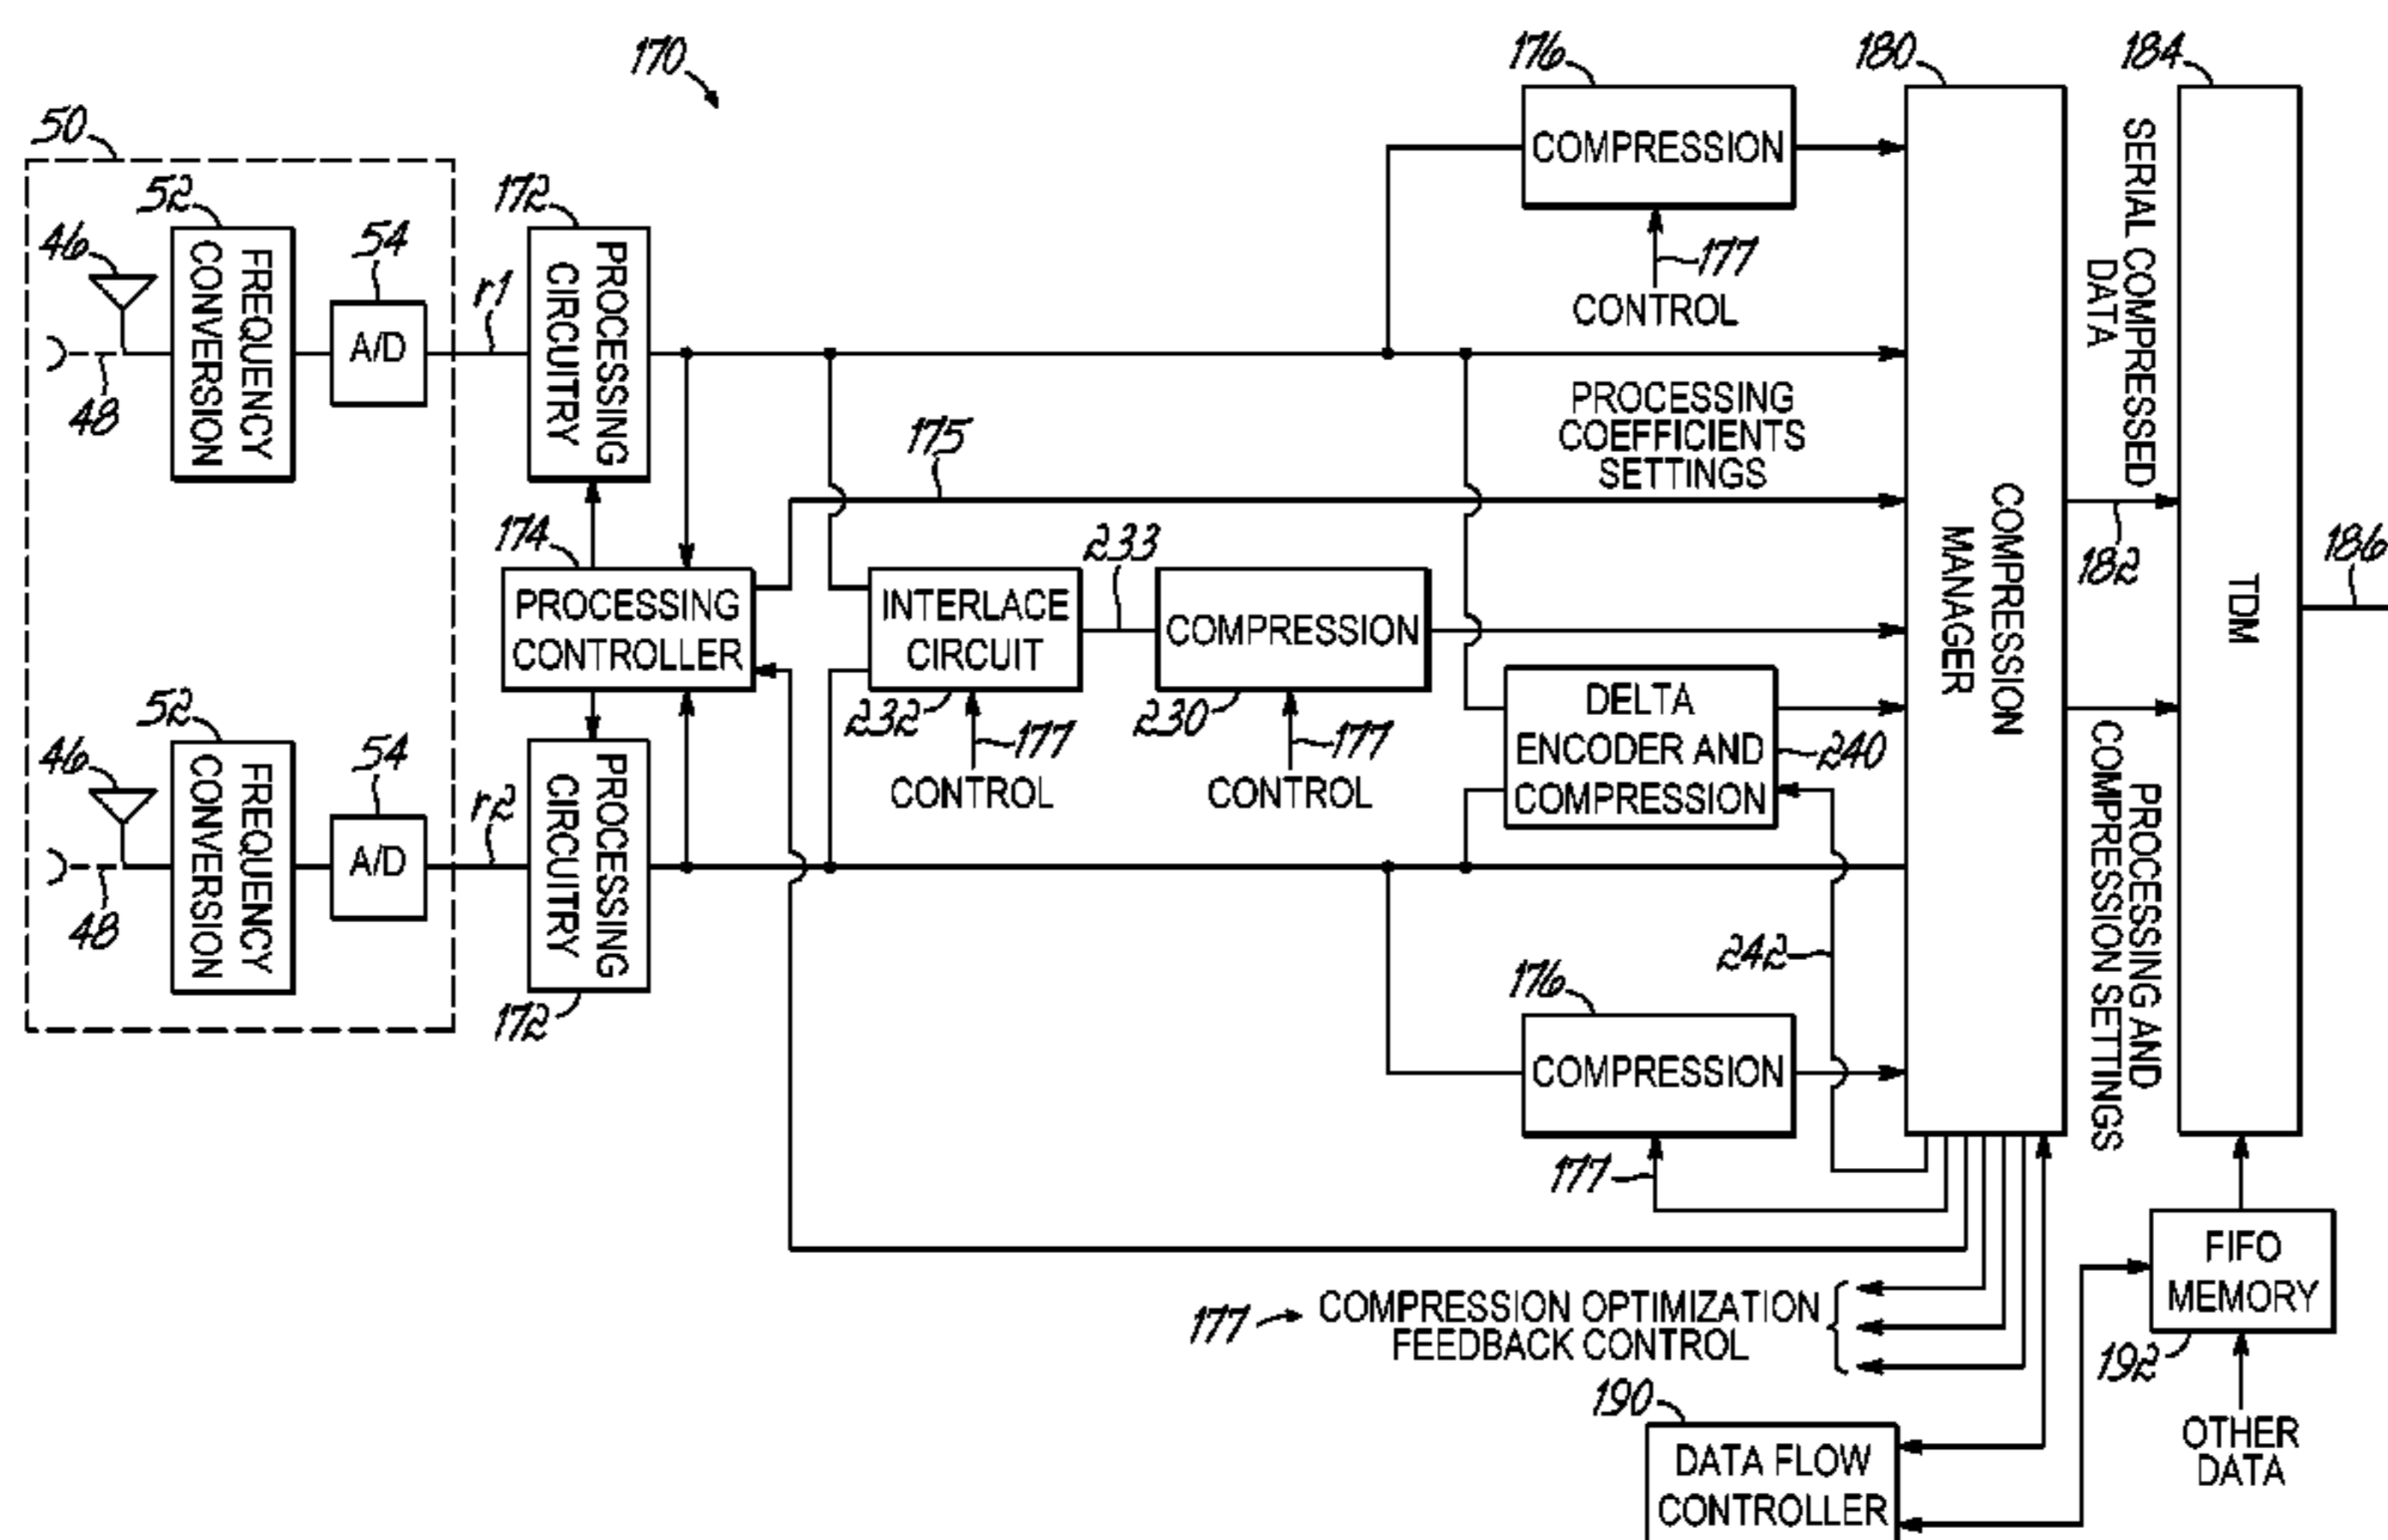 170
176
180
184
50
52
172
54
46
FREQUENCY
CONVERSION
A/D
r1
PROCESSING
CIRCUITRY
48
COMPRESSION
177
CONTROL
SERIAL COMPRESSED
DATA
PROCESSING
COEFFICIENTS
SETTINGS
175
174
PROCESSING
CONTROLLER
INTERLACE
CIRCUIT
232
233
COMPRESSION
230
177
CONTROL
177
CONTROL
DELTA
ENCODER AND
COMPRESSION
240
COMPRESSION
MANAGER
182
TDM
186
52
54
46
FREQUENCY
CONVERSION
A/D
r2
PROCESSING
CIRCUITRY
48
172
242
PROCESSING AND
COMPRESSION SETTINGS
176
COMPRESSION
177
177
COMPRESSION OPTIMIZATION
FEEDBACK CONTROL
FIFO
MEMORY
192
OTHER
DATA
190
DATA FLOW
CONTROLLER